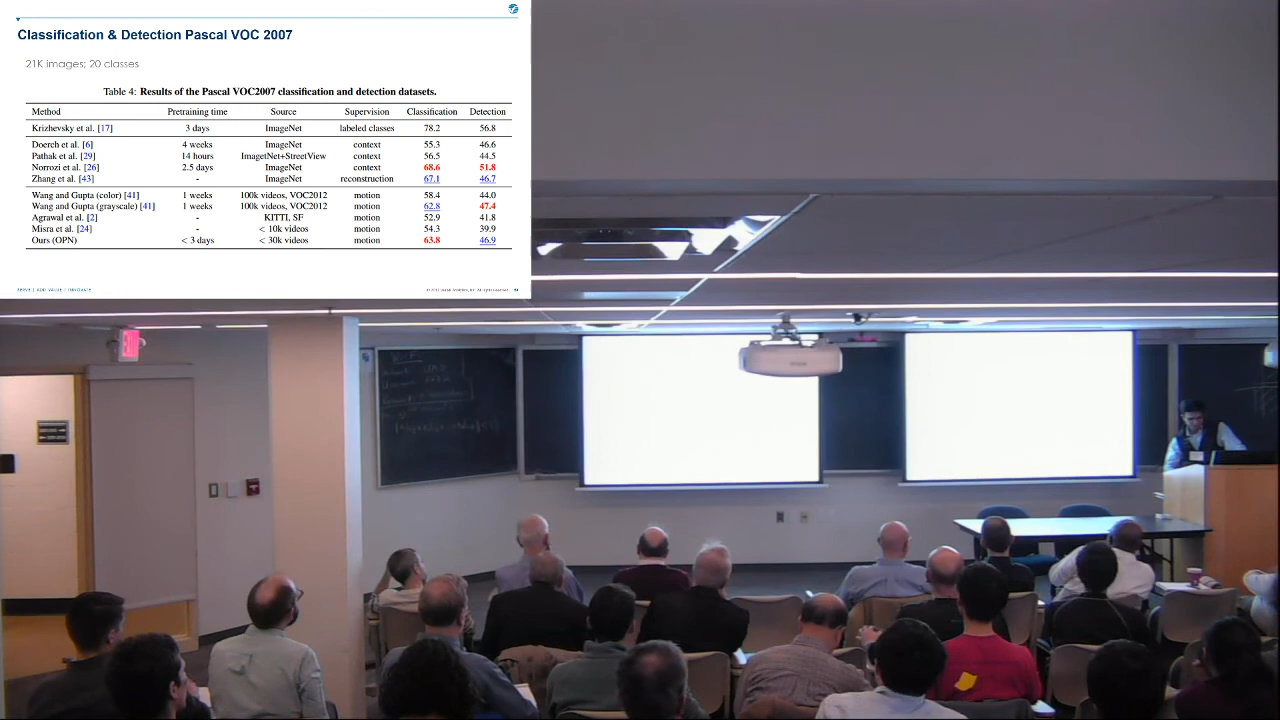 Classification & Detection Pascal VOC 2007
21K images; 20 classes
Table 4: Results of the Pascal VOC2007 classification and detection datasets.
Method Pretraining time Source Supervision Classification Detection
Krizhevsky et al. [17] 3 days ImageNet labeled classes 78.2 56.8
Doerch et al. [6] 4 weeks ImageNet context 55.3 46.6
Pathak et al. [29] 14 hours ImagetNet+StreetView context 56.5 44.5
Norrozi et al. [26] 2.5 days ImageNet context 68.6 51.8
Zhang et al. [43] - ImageNet reconstruction 67.1 46.7
Wang and Gupta (color) [41] 1 weeks 100k videos, VOC2012 motion 58.4 44.0
Wang and Gupta (grayscale) [41] 1 weeks 100k videos, VOC2012 motion 62.8 47.4
Agrawal et al. [2] - KITTI, SF motion 52.9 41.8
Misra et al. [24] - < 10k videos motion 54.3 39.9
Ours (OPN) < 3 days < 30k videos motion 63.8 46.9